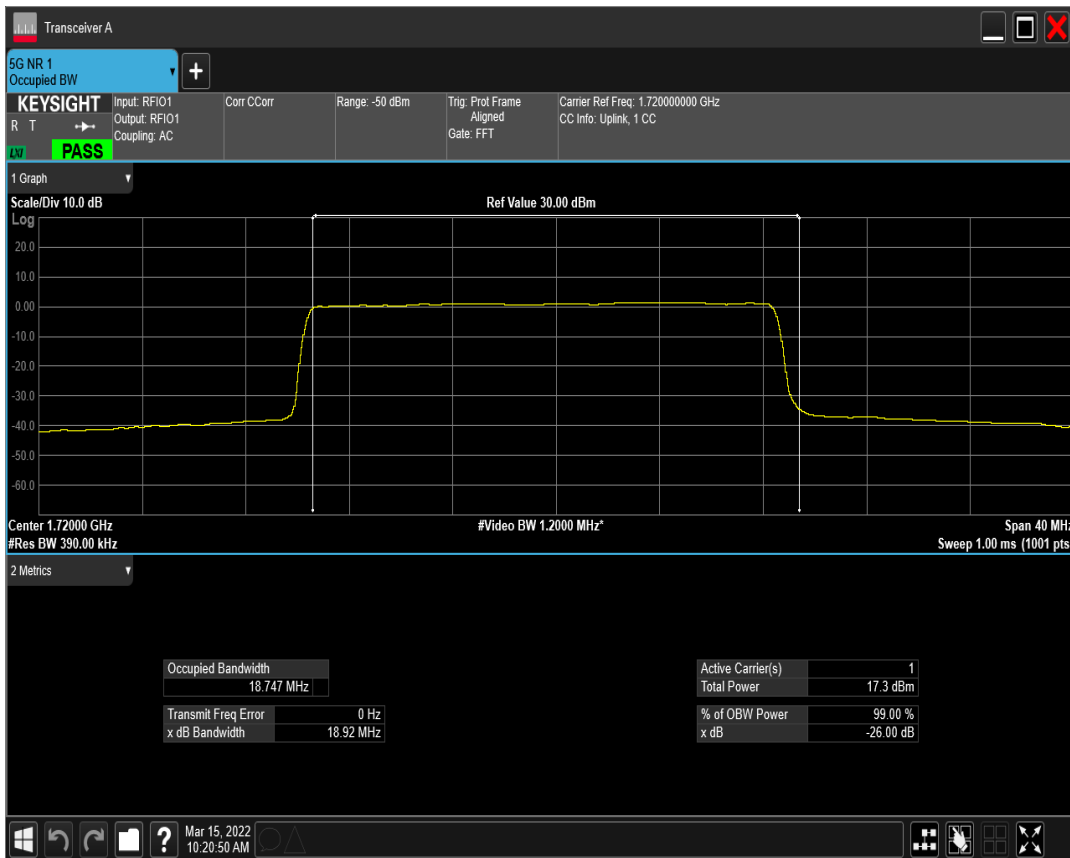 Transceiver A
5G NR 1
Occupied BW
+
KEYSIGHT
R T
LXI
PASS
Input: RFIO1
Output: RFIO1
Coupling: AC
Corr CCorr
Range: -50 dBm
Trig: Prot Frame
Aligned
Gate: FFT
Carrier Ref Freq: 1.720000000 GHz
CC Info: Uplink, 1 CC
1 Graph
Scale/Div 10.0 dB
Ref Value 30.00 dBm
Log
20.0
10.0
0.00
-10.0
-20.0
-30.0
-40.0
-50.0
-60.0
Center 1.72000 GHz
#Video BW 1.2000 MHz*
Span 40 MHz
#Res BW 390.00 kHz
Sweep 1.00 ms (1001 pts
2 Metrics
Occupied Bandwidth
18.747 MHz
Transmit Freq Error 0 Hz
x dB Bandwidth 18.92 MHz
Active Carrier(s) 1
Total Power 17.3 dBm
% of OBW Power 99.00 %
x dB -26.00 dB
?
Mar 15, 2022
10:20:50 AM